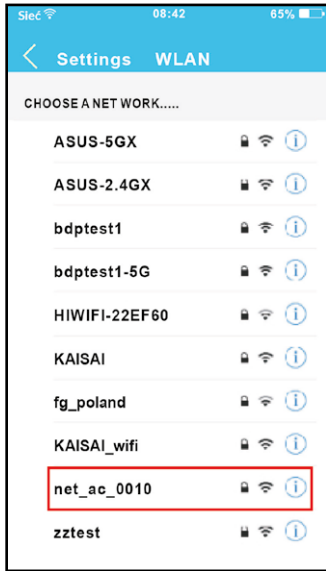 Sieć 08:42 65%
Settings WLAN
CHOOSE A NET WORK.....
ASUS-5GX
ASUS-2.4GX
bdptest1
bdptest1-5G
HIWIFI-22EF60
KAISAI
fg_poland
KAISAI_wifi
net_ac_0010
zztest